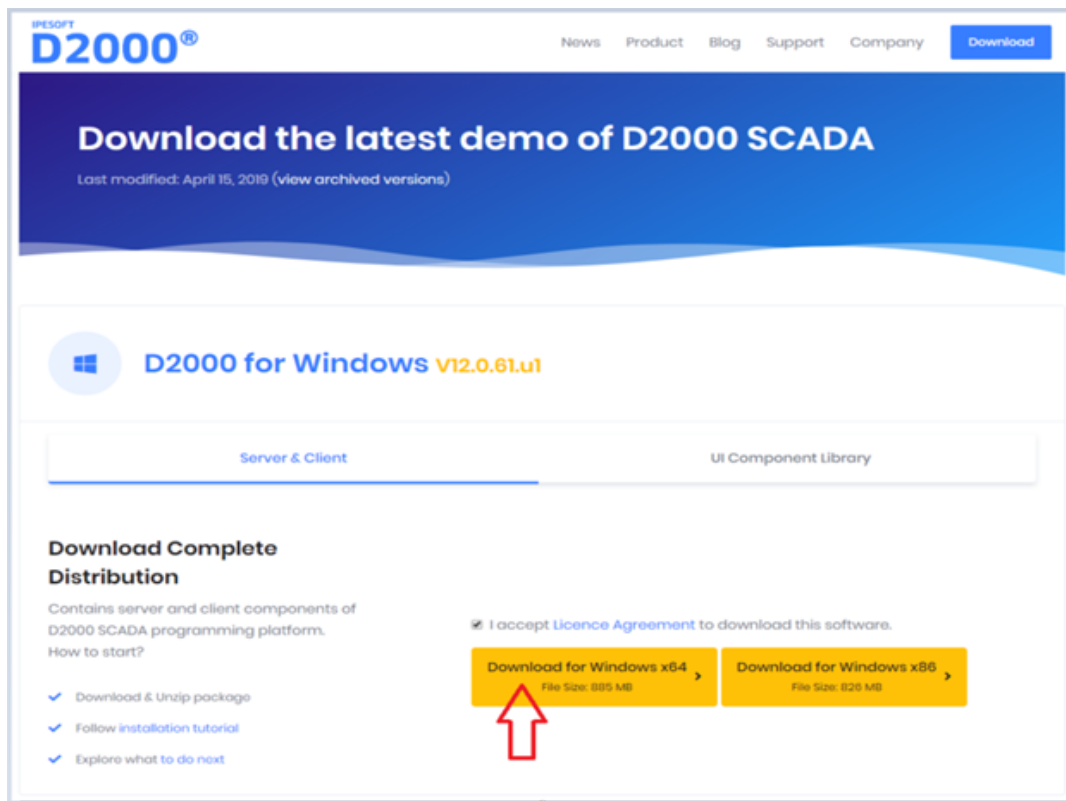 IPESOFT
D2000®
News Product Blog Support Company Download
Download the latest demo of D2000 SCADA
Last modified: April 15, 2019 (view archived versions)
D2000 for Windows V12.0.61.u1
Server & Client
UI Component Library
Download Complete
Distribution
Contains server and client components of
D2000 SCADA programming platform.
How to start?
Download & Unzip package
Follow installation tutorial
Explore what to do next
I accept Licence Agreement to download this software.
Download for Windows x64
File Size: 885 MB
Download for Windows x86
File Size: 826 MB